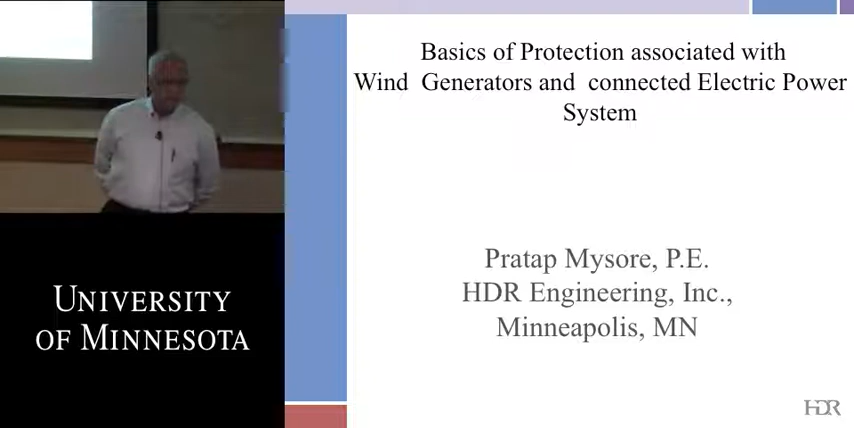 Basics of Protection associated with
Wind Generators and connected Electric Power
System
Pratap Mysore, P.E.
HDR Engineering, Inc.,
Minneapolis, MN
UNIVERSITY
OF MINNESOTA
HDR